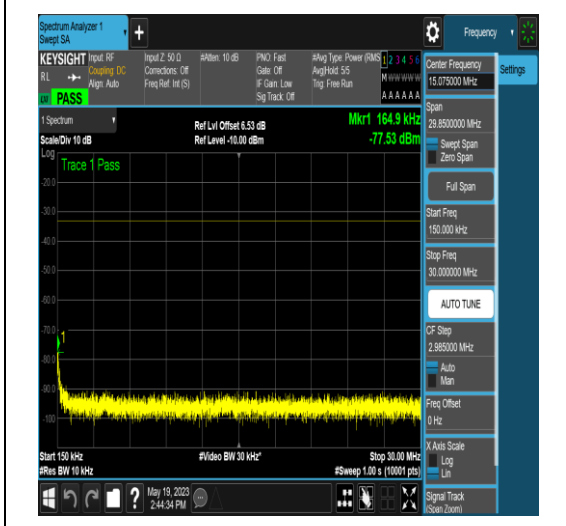 Spectrum Analyzer 1
Swept SA
+
Frequency
KEYSIGHT
RL
Input: RF
Coupling: DC
Align: Auto
Input Z: 50 Ω
Corrections: Off
Freq Ref: Int (S)
#Atten: 10 dB
PNO: Fast
Gate: Off
IF Gain: Low
Sig Track: Off
#Avg Type: Power (RMS
Avg|Hold: 5/5
Trig: Free Run
1 2 3 4 5 6
M W W W W W
A A A A A A
PASS
1 Spectrum
Scale/Div 10 dB
Ref Lvl Offset 6.53 dB
Ref Level -10.00 dBm
Mkr1 164.9 kHz
-77.53 dBm
Log
Trace 1 Pass
-20.0
-30.0
-40.0
-50.0
-60.0
-70.0
1
-80.0
-90.0
-100
Start 150 kHz
#Res BW 10 kHz
#Video BW 30 kHz*
Stop 30.00 MHz
#Sweep 1.00 s (10001 pts)
?
May 19, 2023
2:44:34 PM
Center Frequency
15.075000 MHz
Settings
Span
29.8500000 MHz
Swept Span
Zero Span
Full Span
Start Freq
150.000 kHz
Stop Freq
30.000000 MHz
AUTO TUNE
CF Step
2.985000 MHz
Auto
Man
Freq Offset
0 Hz
X Axis Scale
Log
Lin
Signal Track
(Span Zoom)